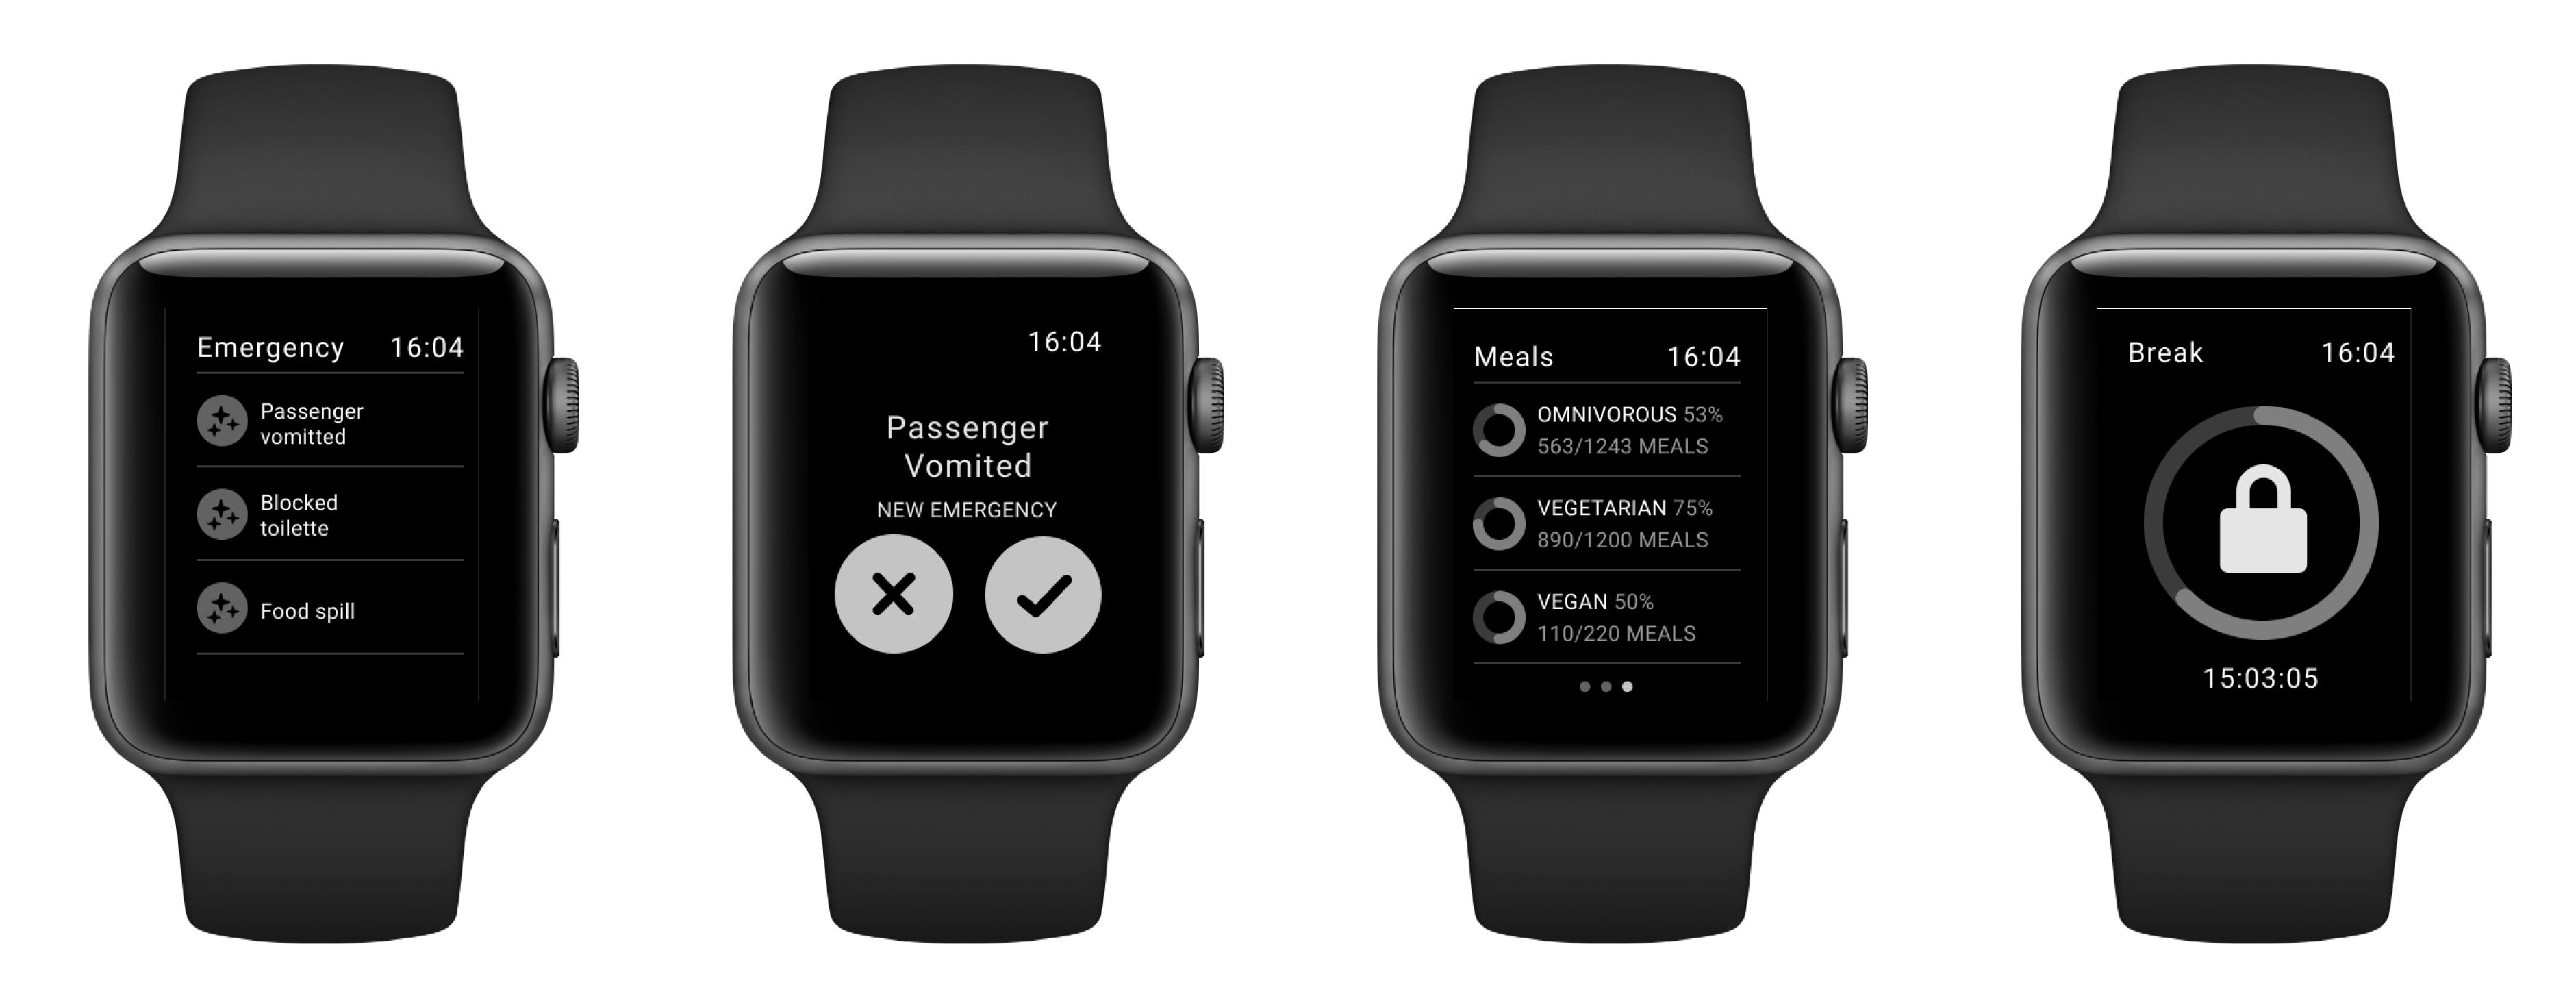 Emergency 16:04
Passenger
vomitted
Blocked
toilette
Food spill
16:04
Passenger
Vomited
NEW EMERGENCY
Meals 16:04
OMNIVOROUS 53%
563/1243 MEALS
VEGETARIAN 75%
890/1200 MEALS
VEGAN 50%
110/220 MEALS
Break 16:04
15:03:05